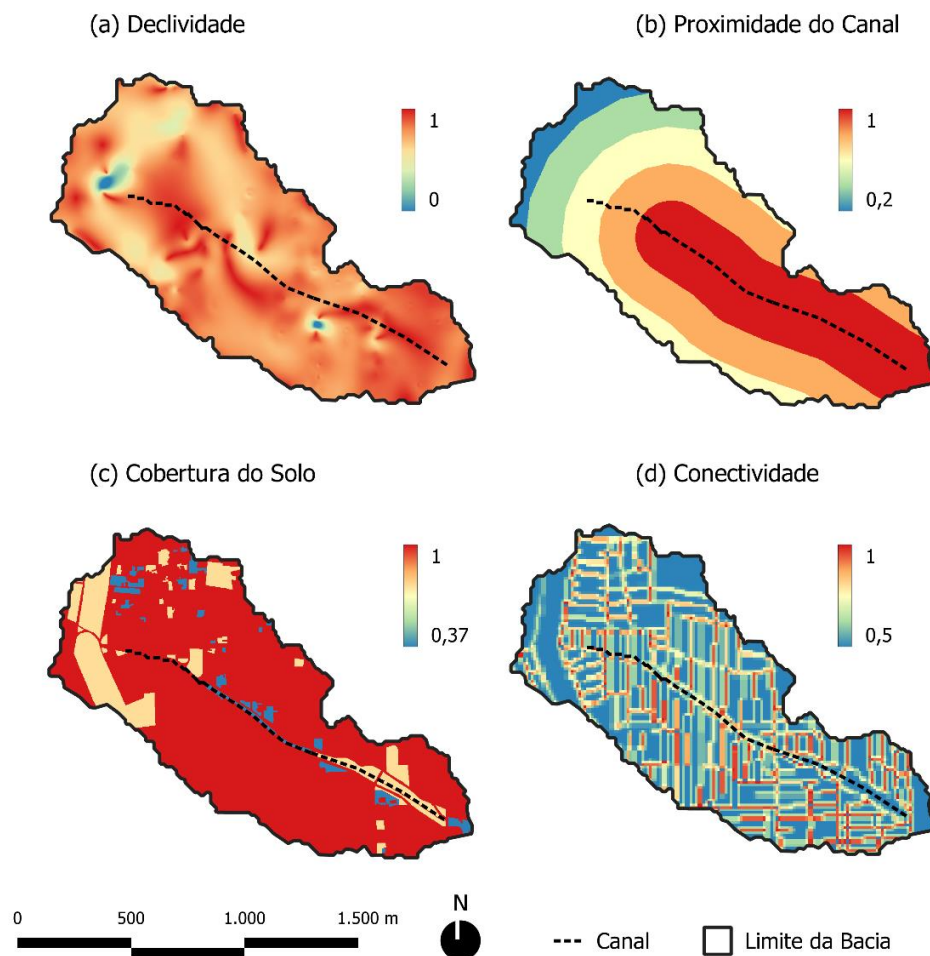 (a) Declividade
(b) Proximidade do Canal
1
0
1
0,2
(c) Cobertura do Solo
(d) Conectividade
1
0,37
1
0,5
0 500 1.000 1.500 m
N
Canal
Limite da Bacia